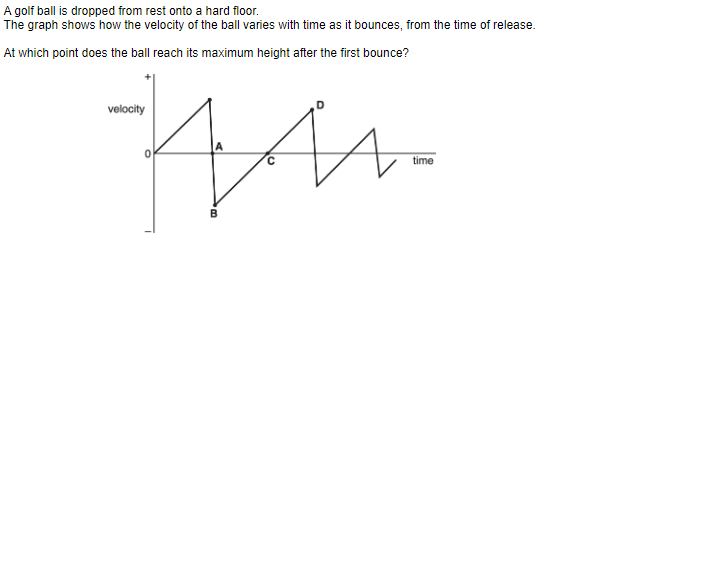 A golf ball is dropped from rest onto a hard floor.
The graph shows how the velocity of the ball varies with time as it bounces, from the time of release.
At which point does the ball reach its maximum height after the first bounce?
+
velocity
D
A
0
C
time
B
–